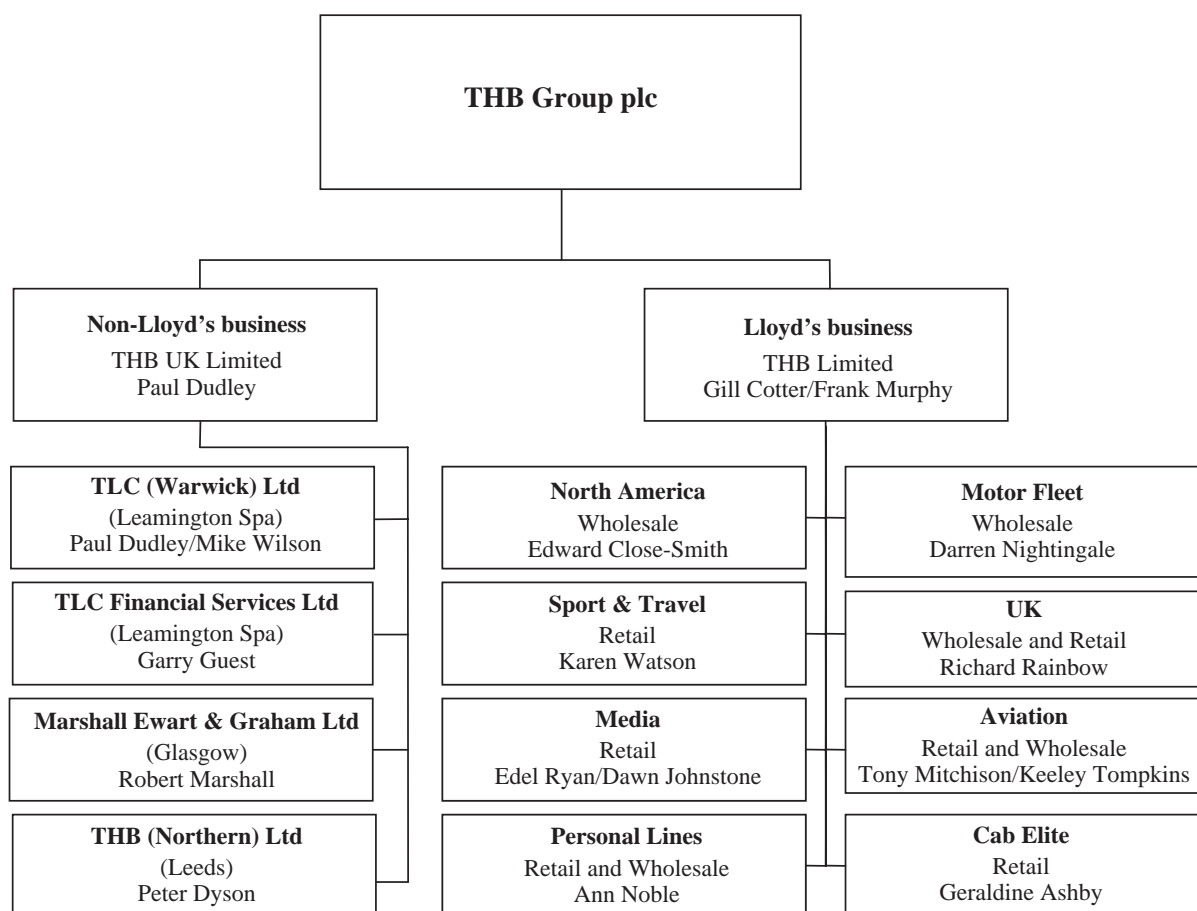 THB Group plc
Non-Lloyd’s business
THB UK Limited
Paul Dudley
Lloyd’s business
THB Limited
Gill Cotter/Frank Murphy
TLC (Warwick) Ltd
(Leamington Spa)
Paul Dudley/Mike Wilson
North America
Wholesale
Edward Close-Smith
Motor Fleet
Wholesale
Darren Nightingale
TLC Financial Services Ltd
(Leamington Spa)
Garry Guest
Sport & Travel
Retail
Karen Watson
UK
Wholesale and Retail
Richard Rainbow
Marshall Ewart & Graham Ltd
(Glasgow)
Robert Marshall
Media
Retail
Edel Ryan/Dawn Johnstone
Aviation
Retail and Wholesale
Tony Mitchison/Keeley Tompkins
THB (Northern) Ltd
(Leeds)
Peter Dyson
Personal Lines
Retail and Wholesale
Ann Noble
Cab Elite
Retail
Geraldine Ashby